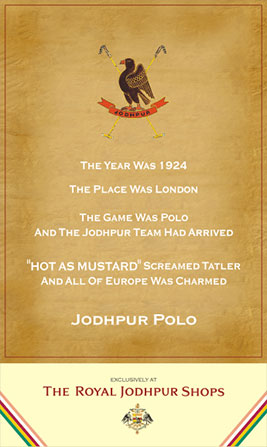 JODHPUR
THE YEAR WAS 1924
THE PLACE WAS LONDON
THE GAME WAS POLO
AND THE JODHPUR TEAM HAD ARRIVED
"HOT AS MUSTARD" SCREAMED TATLER
AND ALL OF EUROPE WAS CHARMED
JODHPUR POLO
EXCLUSIVELY AT
THE ROYAL JODHPUR SHOPS